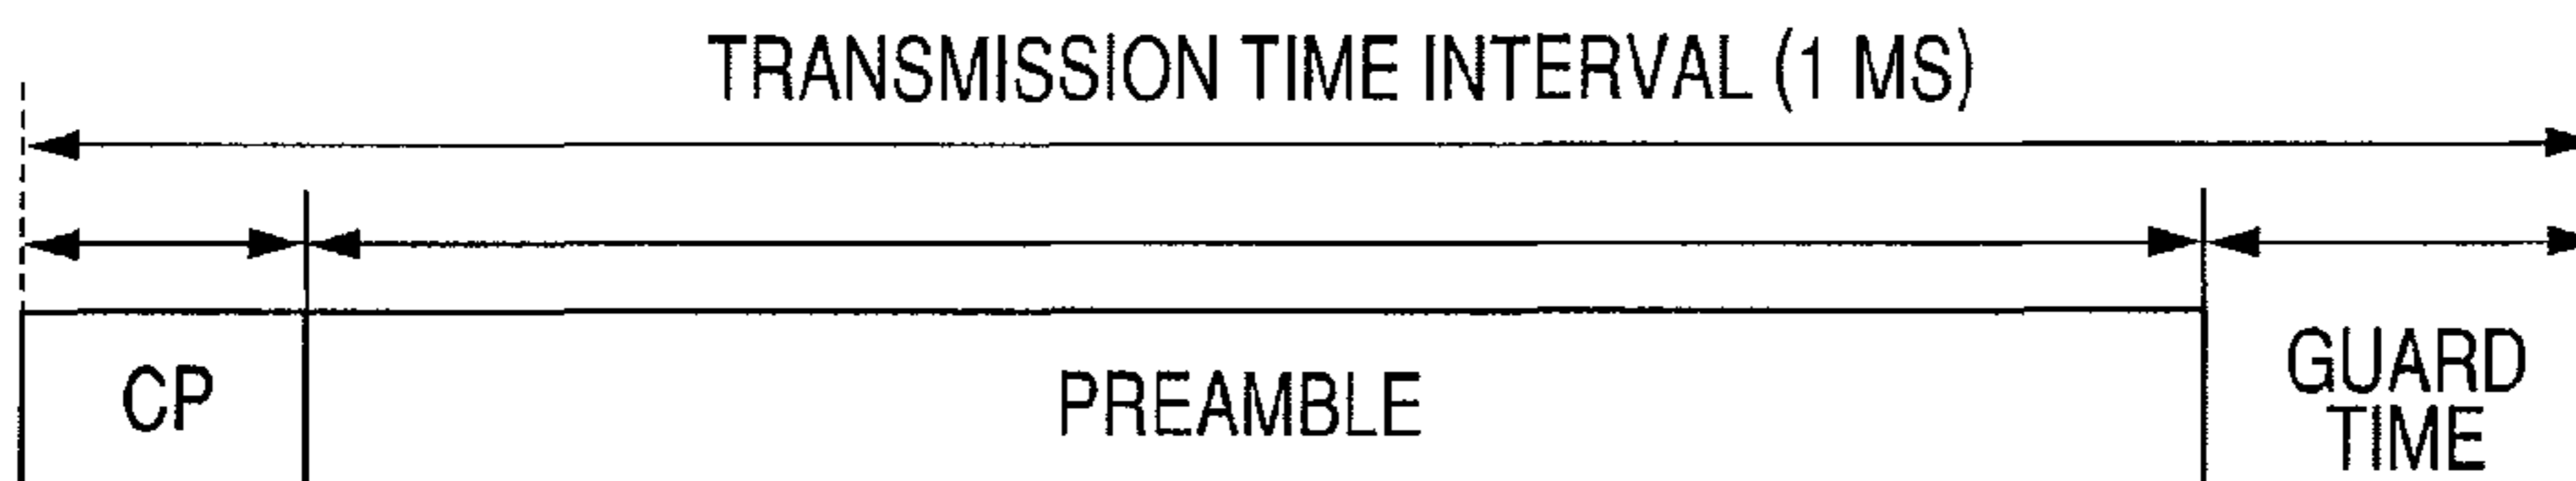 TRANSMISSION TIME INTERVAL (1 MS)
CP
PREAMBLE
GUARD
TIME